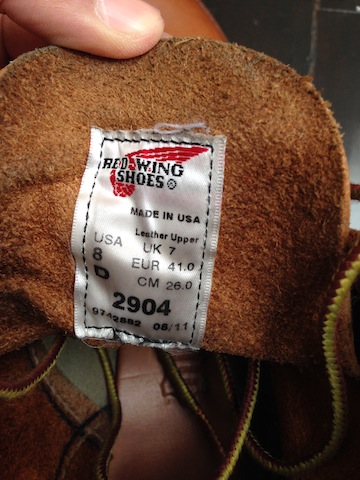 RED WING
SHOES®
MADE IN USA
Leather Upper
USA UK 7
8 EUR 41.0
D CM 26.0
2904
9742882 08/11